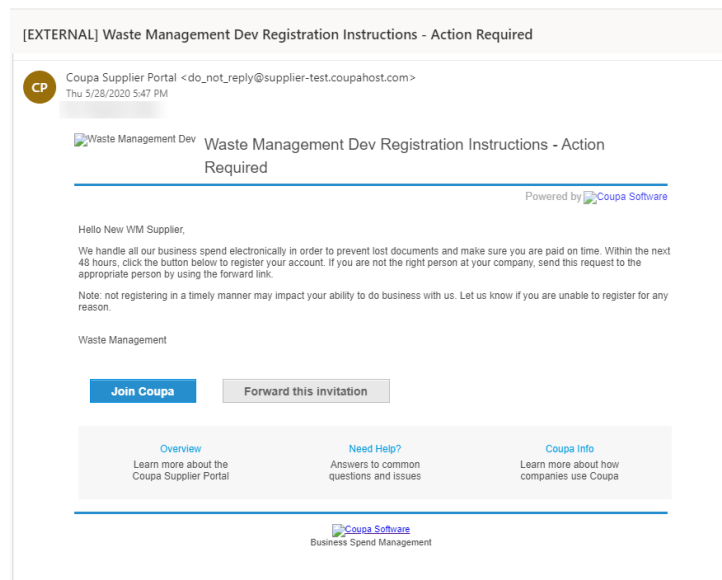 [EXTERNAL] Waste Management Dev Registration Instructions - Action Required
CP
Coupa Supplier Portal <do_not_reply@supplier-test.coupahost.com>
Thu 5/28/2020 5:47 PM
Waste Management Dev
Waste Management Dev Registration Instructions - Action
Required
Powered by Coupa Software
Hello New WM Supplier,
We handle all our business spend electronically in order to prevent lost documents and make sure you are paid on time. Within the next
48 hours, click the button below to register your account. If you are not the right person at your company, send this request to the
appropriate person by using the forward link.
Note: not registering in a timely manner may impact your ability to do business with us. Let us know if you are unable to register for any
reason.
Waste Management
Join Coupa Forward this invitation
Overview Need Help? Coupa Info
Learn more about the Answers to common Learn more about how
Coupa Supplier Portal questions and issues companies use Coupa
Coupa Software
Business Spend Management